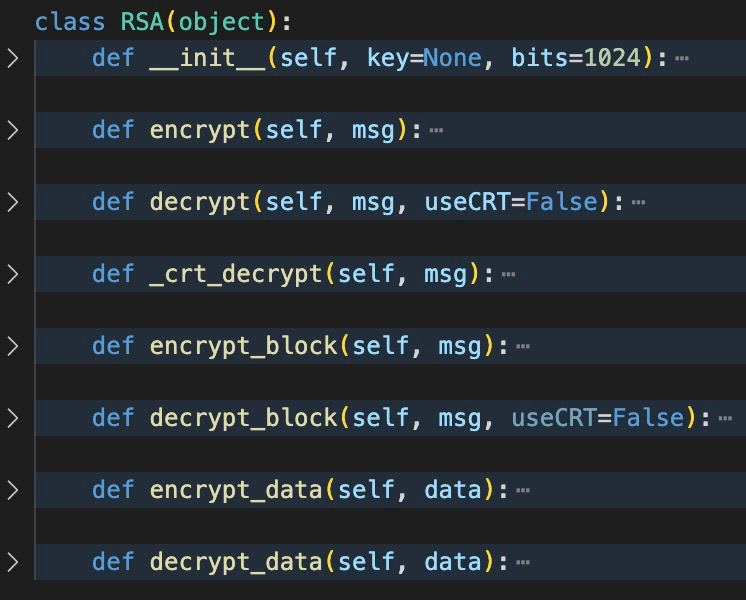 class RSA(object):
def __init__(self, key=None, bits=1024):⋯
def encrypt(self, msg):⋯
def decrypt(self, msg, useCRT=False):⋯
def _crt_decrypt(self, msg):⋯
def encrypt_block(self, msg):⋯
def decrypt_block(self, msg, useCRT=False):⋯
def encrypt_data(self, data):⋯
def decrypt_data(self, data):⋯